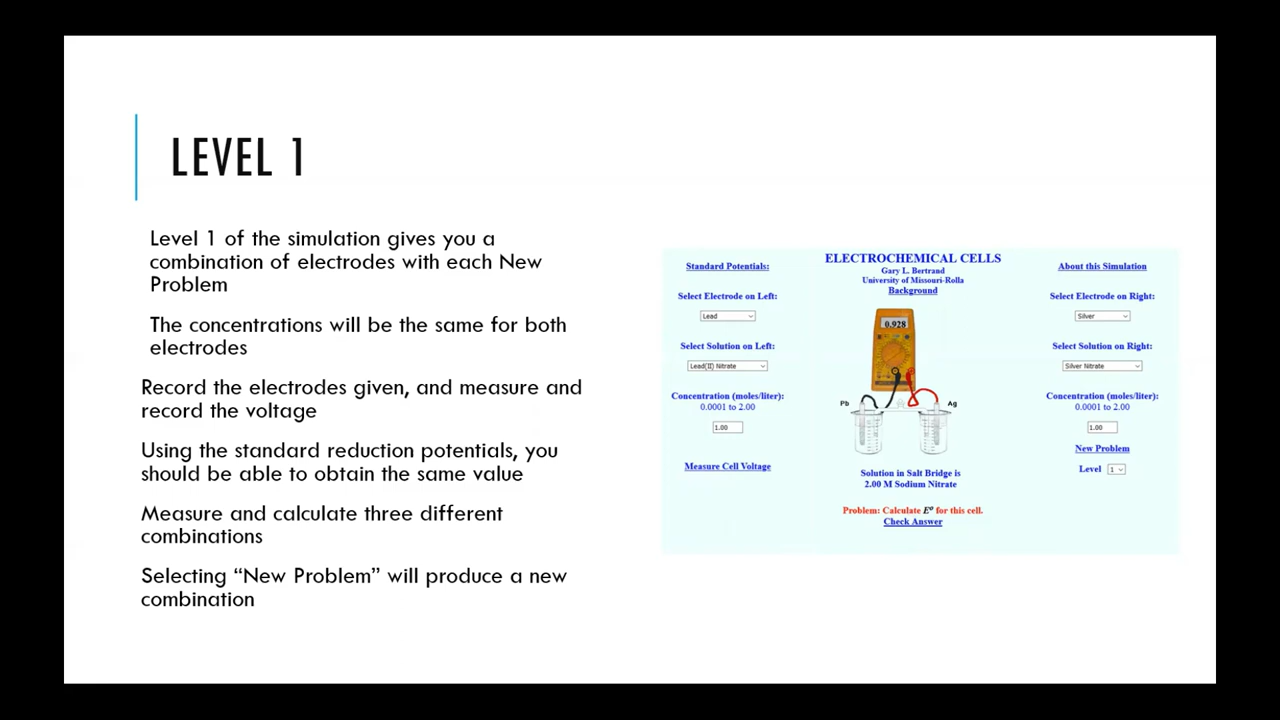 LEVEL 1
Level 1 of the simulation gives you a
combination of electrodes with each New
Problem
The concentrations will be the same for both
electrodes
Record the electrodes given, and measure and
record the voltage
Using the standard reduction potentials, you
should be able to obtain the same value
Measure and calculate three different
combinations
Selecting “New Problem” will produce a new
combination
ELECTROCHEMICAL CELLS
Gary L. Bertrand
University of Missouri-Rolla
Background
Standard Potentials:
Select Electrode on Left:
Lead
Select Solution on Left:
Lead(II) Nitrate
Concentration (moles/liter):
0.0001 to 2.00
1.00
Measure Cell Voltage
0.928
Pb
Ag
Solution in Salt Bridge is
2.00 M Sodium Nitrate
Problem: Calculate E° for this cell.
Check Answer
About this Simulation
Select Electrode on Right:
Silver
Select Solution on Right:
Silver Nitrate
Concentration (moles/liter):
0.0001 to 2.00
1.00
New Problem
Level 1